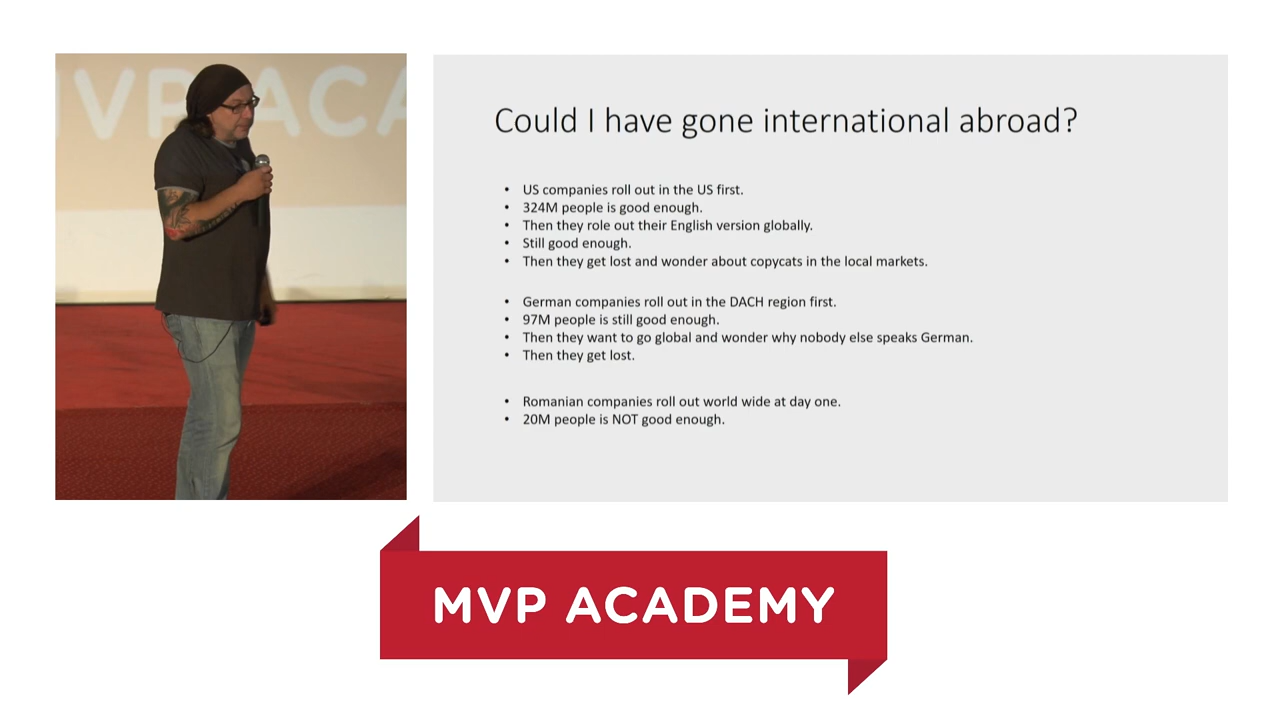 MVP ACA
Could I have gone international abroad?
• US companies roll out in the US first.
• 324M people is good enough.
• Then they role out their English version globally.
• Still good enough.
• Then they get lost and wonder about copycats in the local markets.
• German companies roll out in the DACH region first.
• 97M people is still good enough.
• Then they want to go global and wonder why nobody else speaks German.
• Then they get lost.
• Romanian companies roll out world wide at day one.
• 20M people is NOT good enough.
MVP ACADEMY